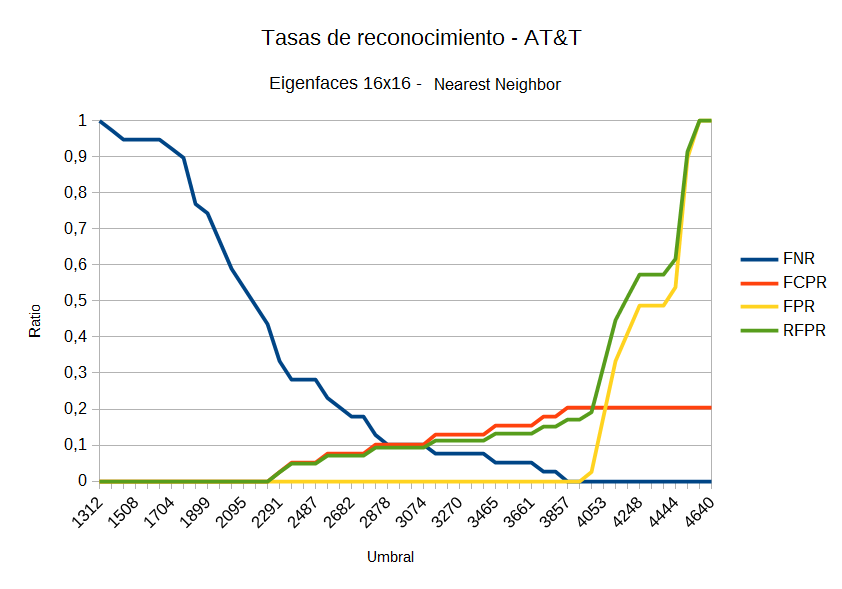 Tasas de reconocimiento - AT&T
Eigenfaces 16x16 - Nearest Neighbor
1
0,9
0,8
0,7
0,6
0,5
0,4
0,3
0,2
0,1
0
Ratio
1312 1508 1704 1899 2095 2291 2487 2682 2878 3074 3270 3465 3661 3857 4053 4248 4444 4640
Umbral
FNR
FCPR
FPR
RFPR